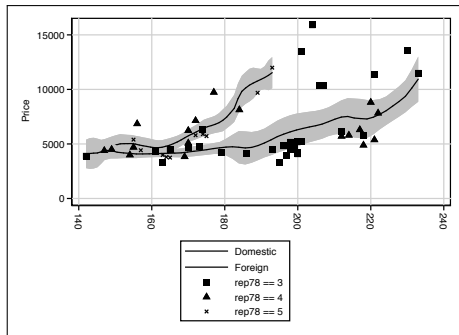 15000
10000
5000
0
Price
140 160 180 200 220 240
Domestic
Foreign
rep78 == 3
rep78 == 4
rep78 == 5